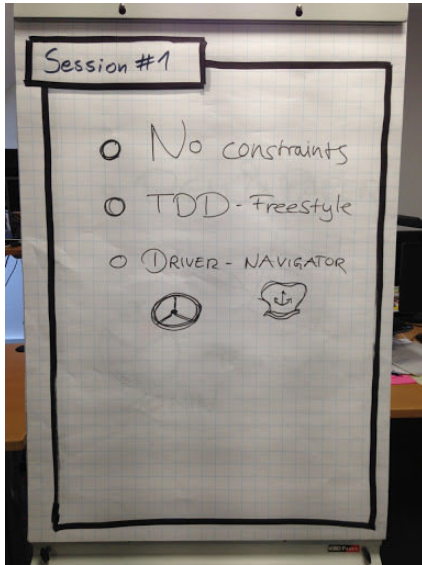 Session #1
No constraints
TDD - Freestyle
DRIVER - NAVIGATOR